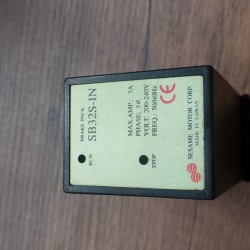 BRAKE PACK
SB32S-IN
RUN
STOP
MAX.AMP: 3A
PHASE: 1ø
VOLT: 200-240V
FREQ.: 50/60Hz
CE
SESAME MOTOR CORP.
MADE IN TAIWAN